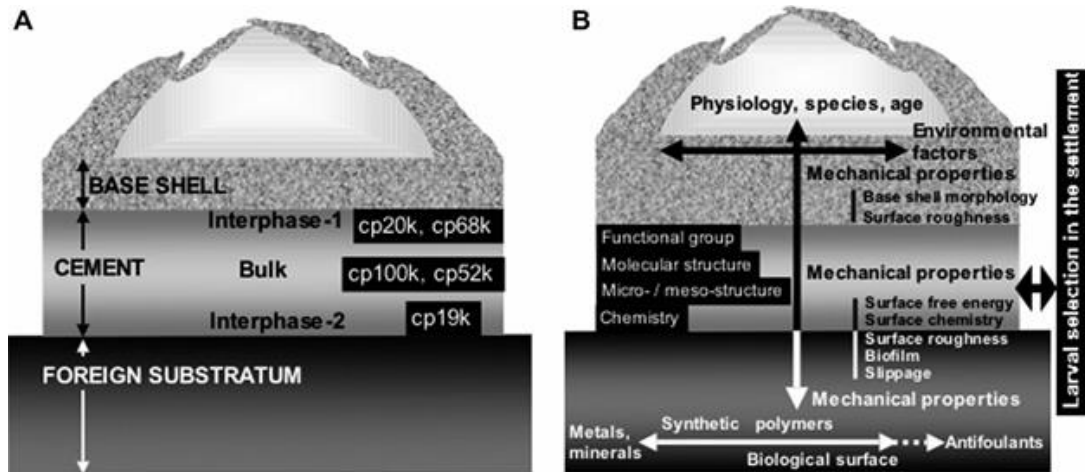 A
BASE SHELL
Interphase-1
cp20k, cp68k
CEMENT
Bulk
cp100k, cp52k
Interphase-2
cp19k
FOREIGN SUBSTRATUM
B
Physiology, species, age
Environmental
factors
Mechanical properties
Base shell morphology
Surface roughness
Functional group
Molecular structure
Micro- / meso-structure
Chemistry
Mechanical properties
Surface free energy
Surface chemistry
Surface roughness
Biofilm
Slippage
Mechanical properties
Metals,
minerals
Synthetic polymers
Biological surface
Antifoulants
Larval selection in the settlement